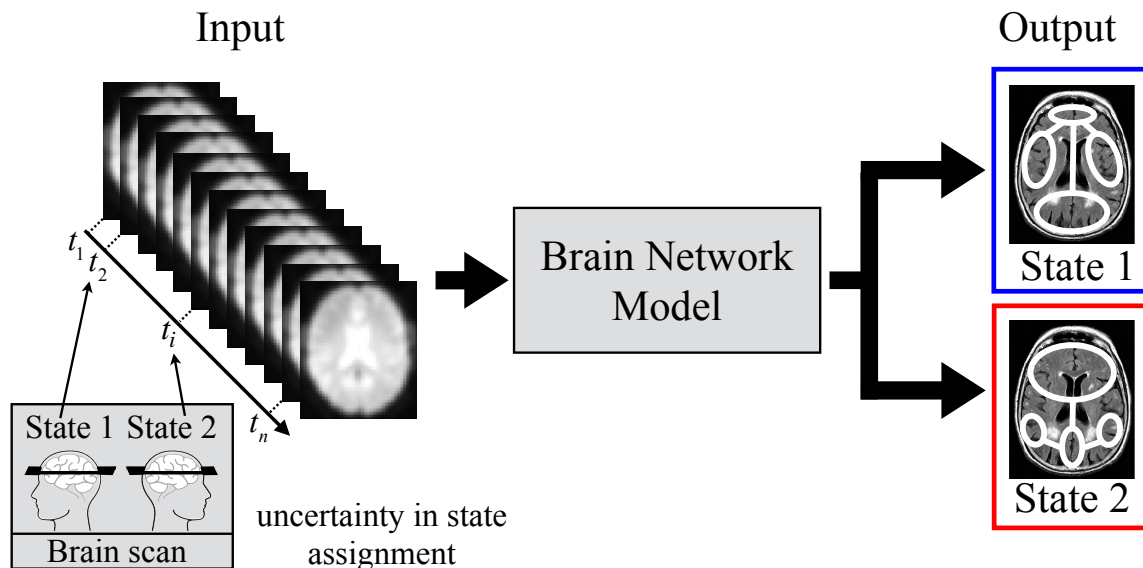 Input
Output
t1
t2
ti
tn
State 1 State 2
Brain scan
uncertainty in state
assignment
Brain Network
Model
State 1
State 2